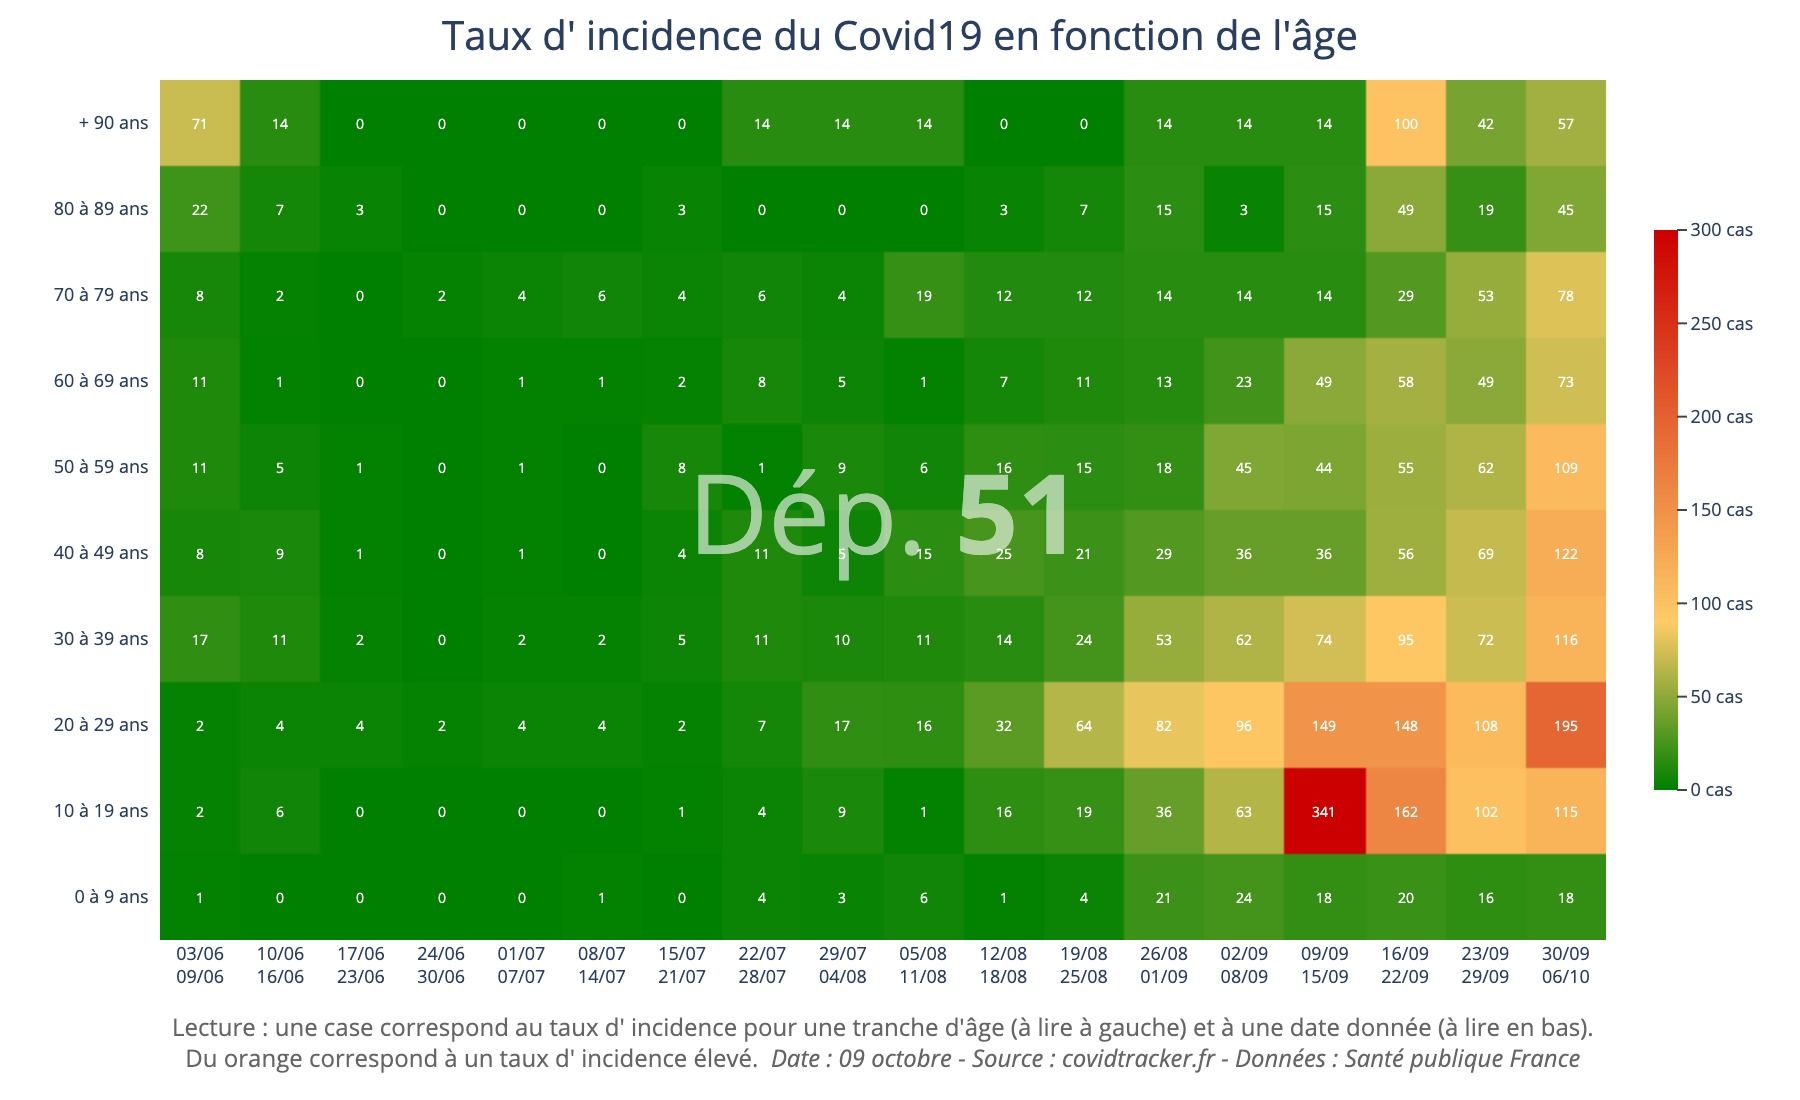 Taux d' incidence du Covid19 en fonction de l'âge
+ 90 ans 71 14 0 0 0 0 0 14 14 14 0 0 14 14 14 100 42 57
80 à 89 ans 22 7 3 0 0 0 3 0 0 0 3 7 15 3 15 49 19 45
70 à 79 ans 8 2 0 2 4 6 4 6 4 19 12 12 14 14 14 29 53 78
60 à 69 ans 11 1 0 0 1 1 2 8 5 1 7 11 13 23 49 58 49 73
50 à 59 ans 11 5 1 0 1 0 8 1 9 6 16 15 18 45 44 55 62 109
Dép. 51
40 à 49 ans 8 9 1 0 1 0 4 11 5 15 25 21 29 36 36 56 69 122
30 à 39 ans 17 11 2 0 2 2 5 11 10 11 14 24 53 62 74 95 72 116
20 à 29 ans 2 4 4 2 4 4 2 7 17 16 32 64 82 96 149 148 108 195
10 à 19 ans 2 6 0 0 0 0 1 4 9 1 16 19 36 63 341 162 102 115
0 à 9 ans 1 0 0 0 0 1 0 4 3 6 1 4 21 24 18 20 16 18
03/06 10/06 17/06 24/06 01/07 08/07 15/07 22/07 29/07 05/08 12/08 19/08 26/08 02/09 09/09 16/09 23/09 30/09
09/06 16/06 23/06 30/06 07/07 14/07 21/07 28/07 04/08 11/08 18/08 25/08 01/09 08/09 15/09 22/09 29/09 06/10
300 cas
250 cas
200 cas
150 cas
100 cas
50 cas
0 cas
Lecture : une case correspond au taux d' incidence pour une tranche d'âge (à lire à gauche) et à une date donnée (à lire en bas).
Du orange correspond à un taux d' incidence élevé. Date : 09 octobre - Source : covidtracker.fr - Données : Santé publique France